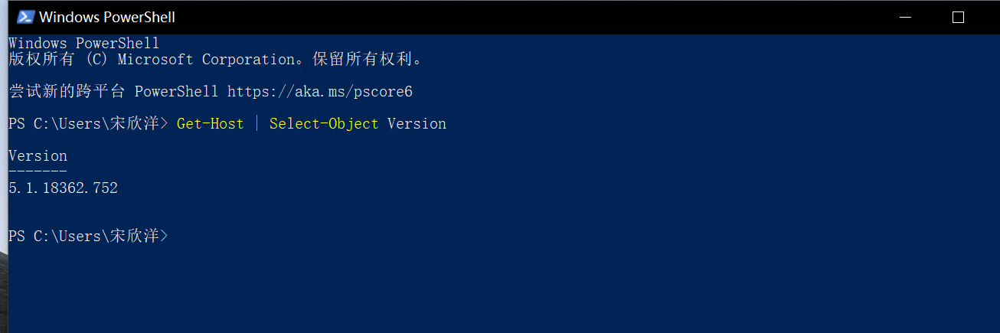 Windows PowerShell
Windows PowerShell
版权所有 (C) Microsoft Corporation。保留所有权利。
尝试新的跨平台 PowerShell https://aka.ms/pscore6
PS C:\Users\宋欣洋> Get-Host | Select-Object Version
Version
-------
5.1.18362.752
PS C:\Users\宋欣洋>